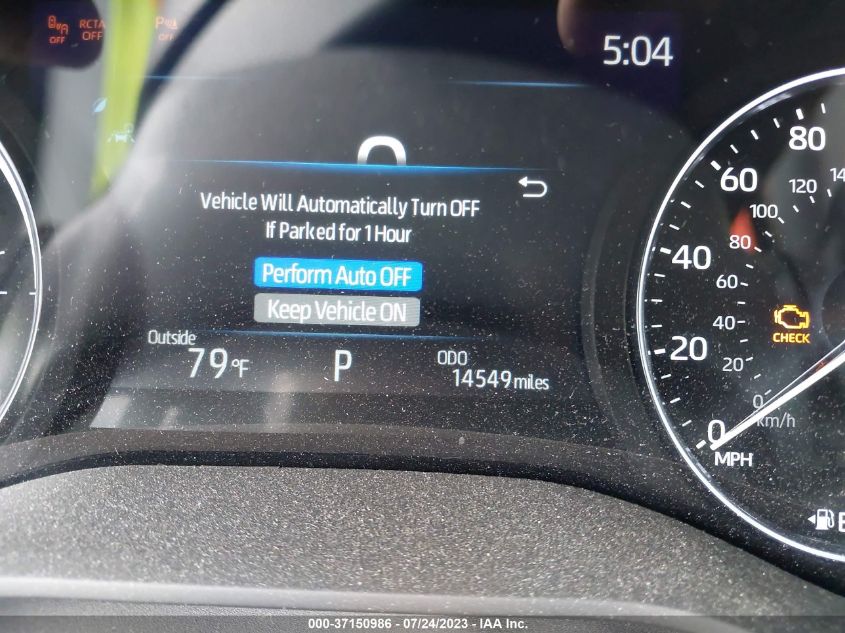 OFF
RCTA
OFF
P
OFF
5:04
Vehicle Will Automatically Turn OFF
If Parked for 1 Hour
Perform Auto OFF
Keep Vehicle ON
Outside
79°F
P
ODO
14549 miles
80
60
40
20
0
MPH
120
100
80
60
40
20
0
km/h
CHECK
000-37150986 - 07/24/2023 - IAA Inc.